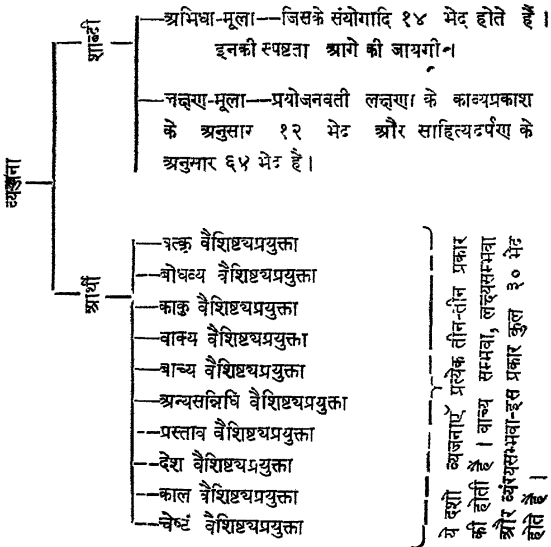 व्यञ्जना
शाब्दी
अभिधा-मूला—जिसके संयोगादि १४ भेद होते हैं ।
इनकी स्पष्टता आगे की जायगी ।
लक्षणा-मूला—प्रयोजनवती लक्षणा के काव्यप्रकाश
के अनुसार १२ भेद और साहित्यदर्पण के
अनुसार ६४ भेद हैं ।
आर्थी
वक्तृ वैशिष्ट्यप्रयुक्ता
बोधव्य वैशिष्ट्यप्रयुक्ता
काकु वैशिष्ट्यप्रयुक्ता
वाक्य वैशिष्ट्यप्रयुक्ता
वाच्य वैशिष्ट्यप्रयुक्ता
अन्यसन्निधि वैशिष्ट्यप्रयुक्ता
प्रस्ताव वैशिष्ट्यप्रयुक्ता
देश वैशिष्ट्यप्रयुक्ता
काल वैशिष्ट्यप्रयुक्ता
चेष्टा वैशिष्ट्यप्रयुक्ता
ये दशो व्यजनाएँ प्रत्येक तीन-तीन प्रकार
की होती हैं । वाच्य सम्भवा, लक्ष्यसम्भवा
और व्यंग्यसम्भवा-इस प्रकार कुल ३० भेद
होते हैं ।